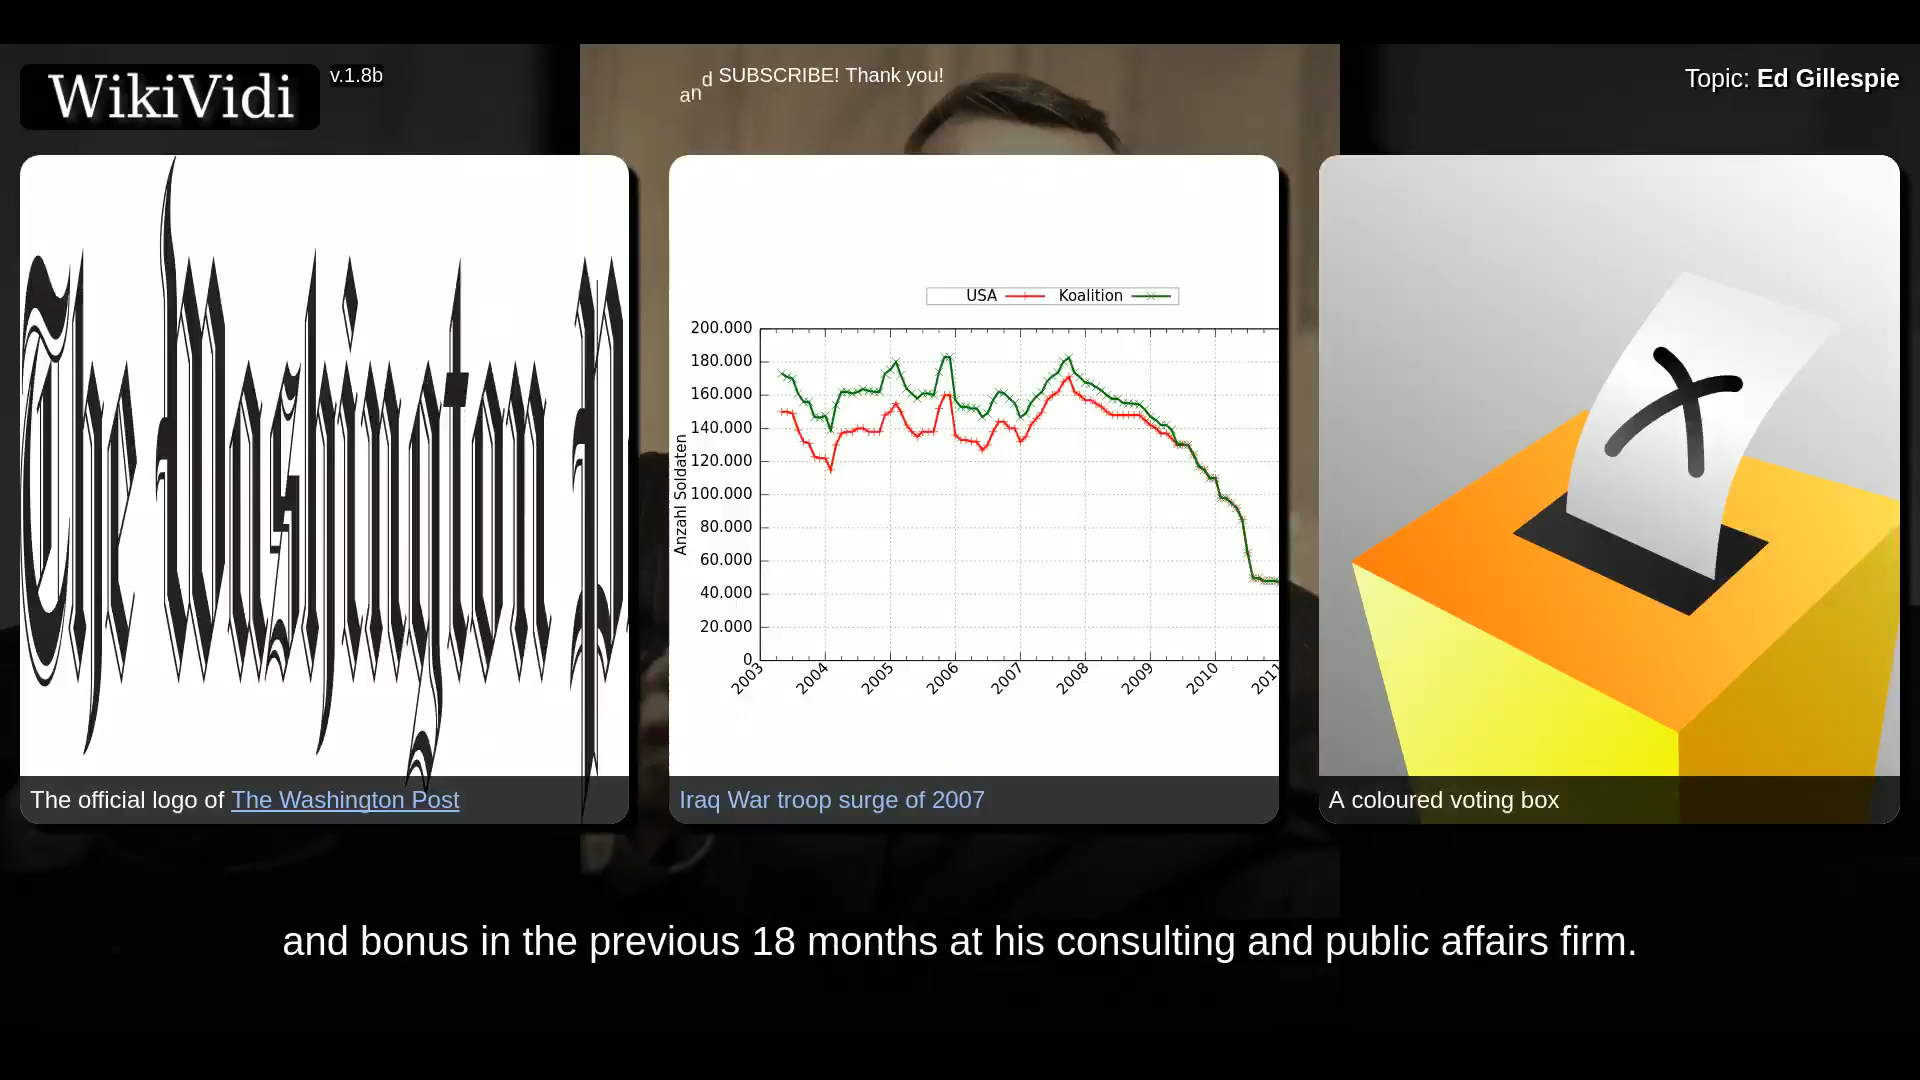 WikiVidi
v.1.8b
and SUBSCRIBE! Thank you!
Topic: Ed Gillespie
The Washington P
USA
Koalition
200.000
180.000
160.000
140.000
120.000
100.000
80.000
60.000
40.000
20.000
0
Anzahl Soldaten
2003
2004
2005
2006
2007
2008
2009
2010
2011
The official logo of The Washington Post
Iraq War troop surge of 2007
A coloured voting box
and bonus in the previous 18 months at his consulting and public affairs firm.